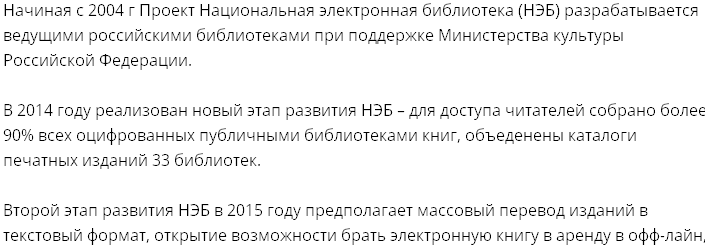 Начиная с 2004 г Проект Национальная электронная библиотека (НЭБ) разрабатывается
ведущими российскими библиотеками при поддержке Министерства культуры
Российской Федерации.
В 2014 году реализован новый этап развития НЭБ – для доступа читателей собрано более
90% всех оцифрованных публичными библиотеками книг, объеденены каталоги
печатных изданий 33 библиотек.
Второй этап развития НЭБ в 2015 году предполагает массовый перевод изданий в
текстовый формат, открытие возможности брать электронную книгу в аренду в офф-лайн,